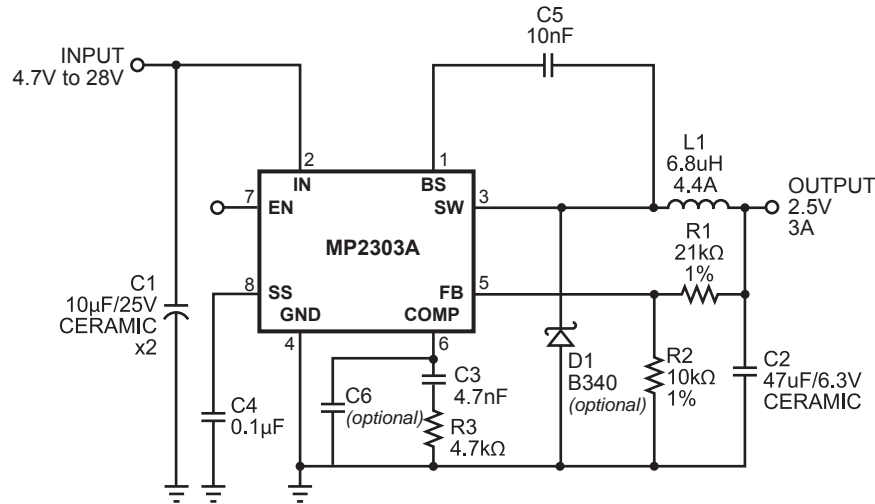 C5
10nF
INPUT
4.7V to 28V
2
1
IN
BS
L1
6.8uH
4.4A
7
EN
SW
3
OUTPUT
2.5V
3A
MP2303A
R1
21kΩ
1%
8
SS
FB
5
C1
10µF/25V
CERAMIC
x2
GND
COMP
4
6
D1
B340
(optional)
R2
10kΩ
1%
C2
47uF/6.3V
CERAMIC
C3
4.7nF
C6
(optional)
C4
0.1µF
R3
4.7kΩ